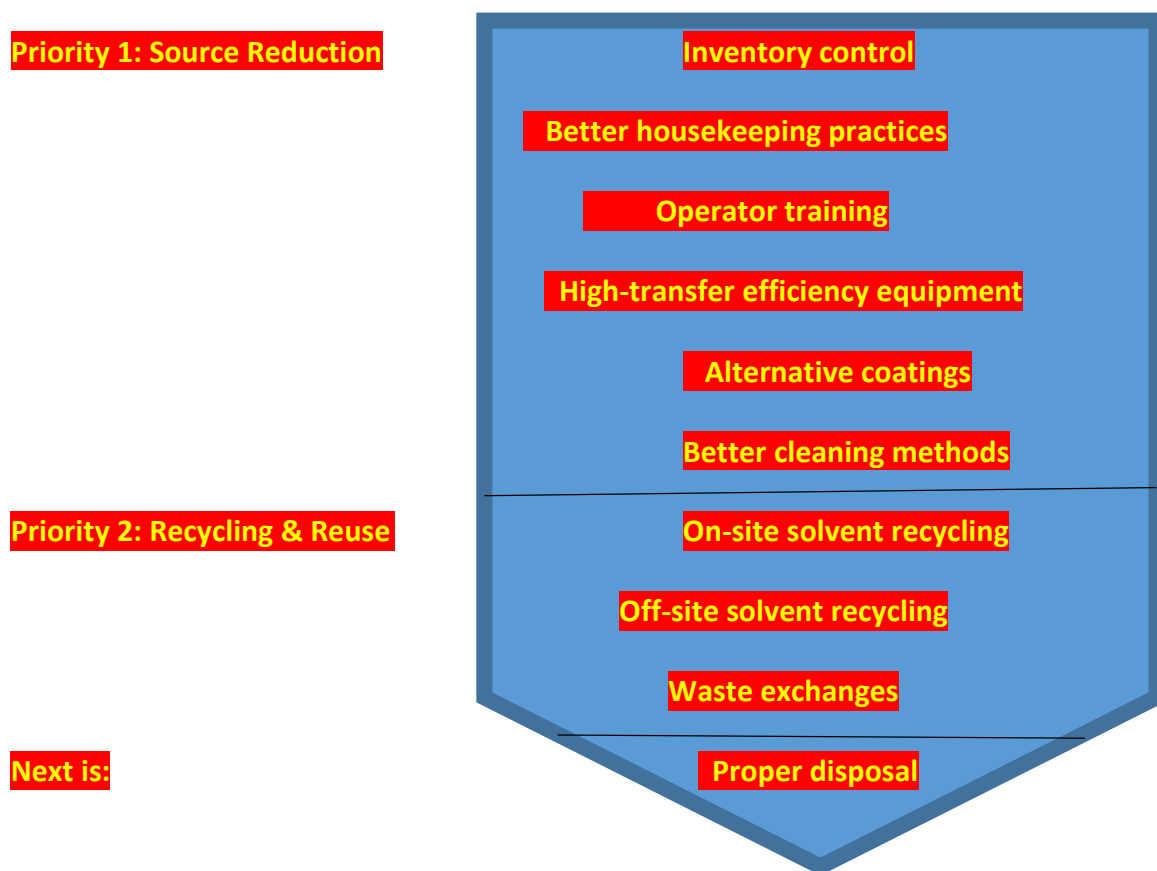 Priority 1: Source Reduction Inventory control
Better housekeeping practices
Operator training
High-transfer efficiency equipment
Alternative coatings
Better cleaning methods
Priority 2: Recycling & Reuse On-site solvent recycling
Off-site solvent recycling
Waste exchanges
Next is: Proper disposal